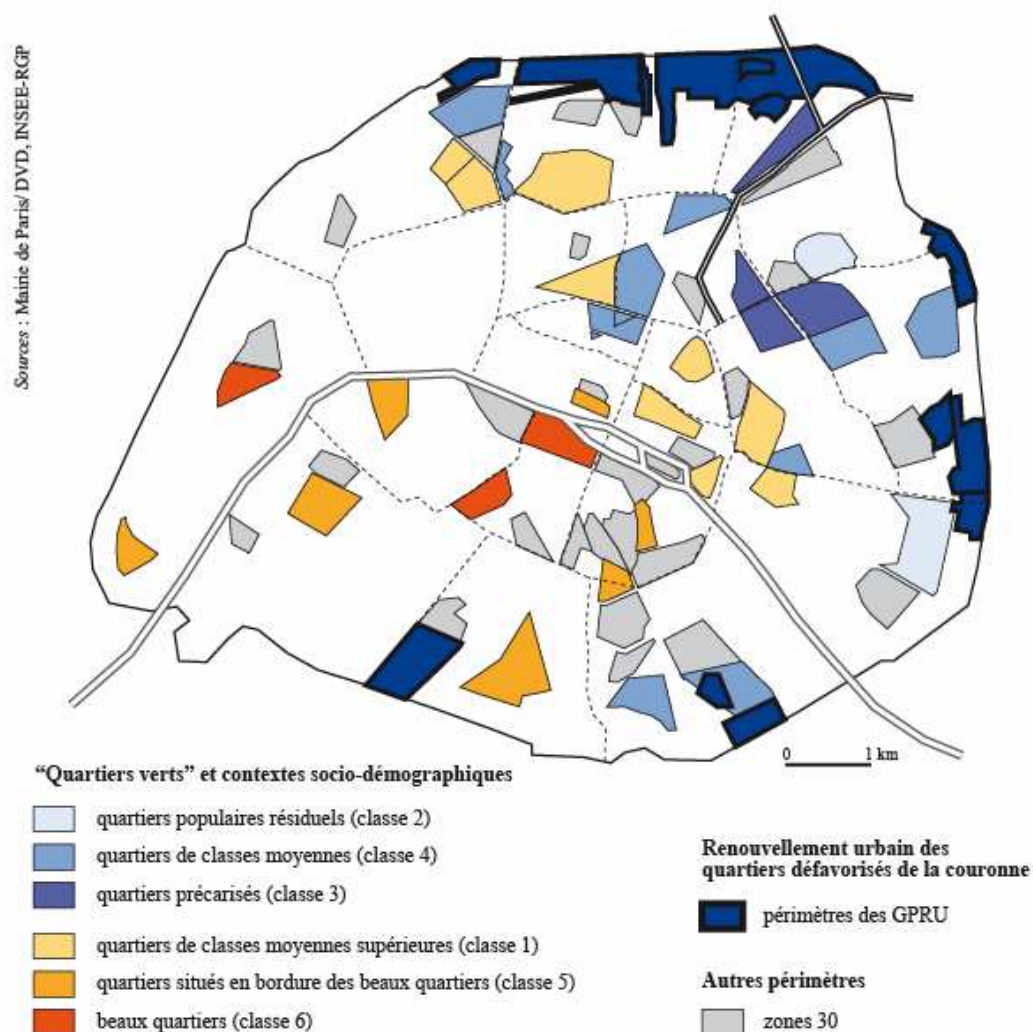 Sources : Mairie de Paris/ DVD, INSEE-RGP
0 1 km
“Quartiers verts” et contextes socio-démographiques
quartiers populaires résiduels (classe 2)
quartiers de classes moyennes (classe 4)
quartiers précarisés (classe 3)
quartiers de classes moyennes supérieures (classe 1)
quartiers situés en bordure des beaux quartiers (classe 5)
beaux quartiers (classe 6)
Renouvellement urbain des
quartiers défavorisés de la couronne
périmètres des GPRU
Autres périmètres
zones 30